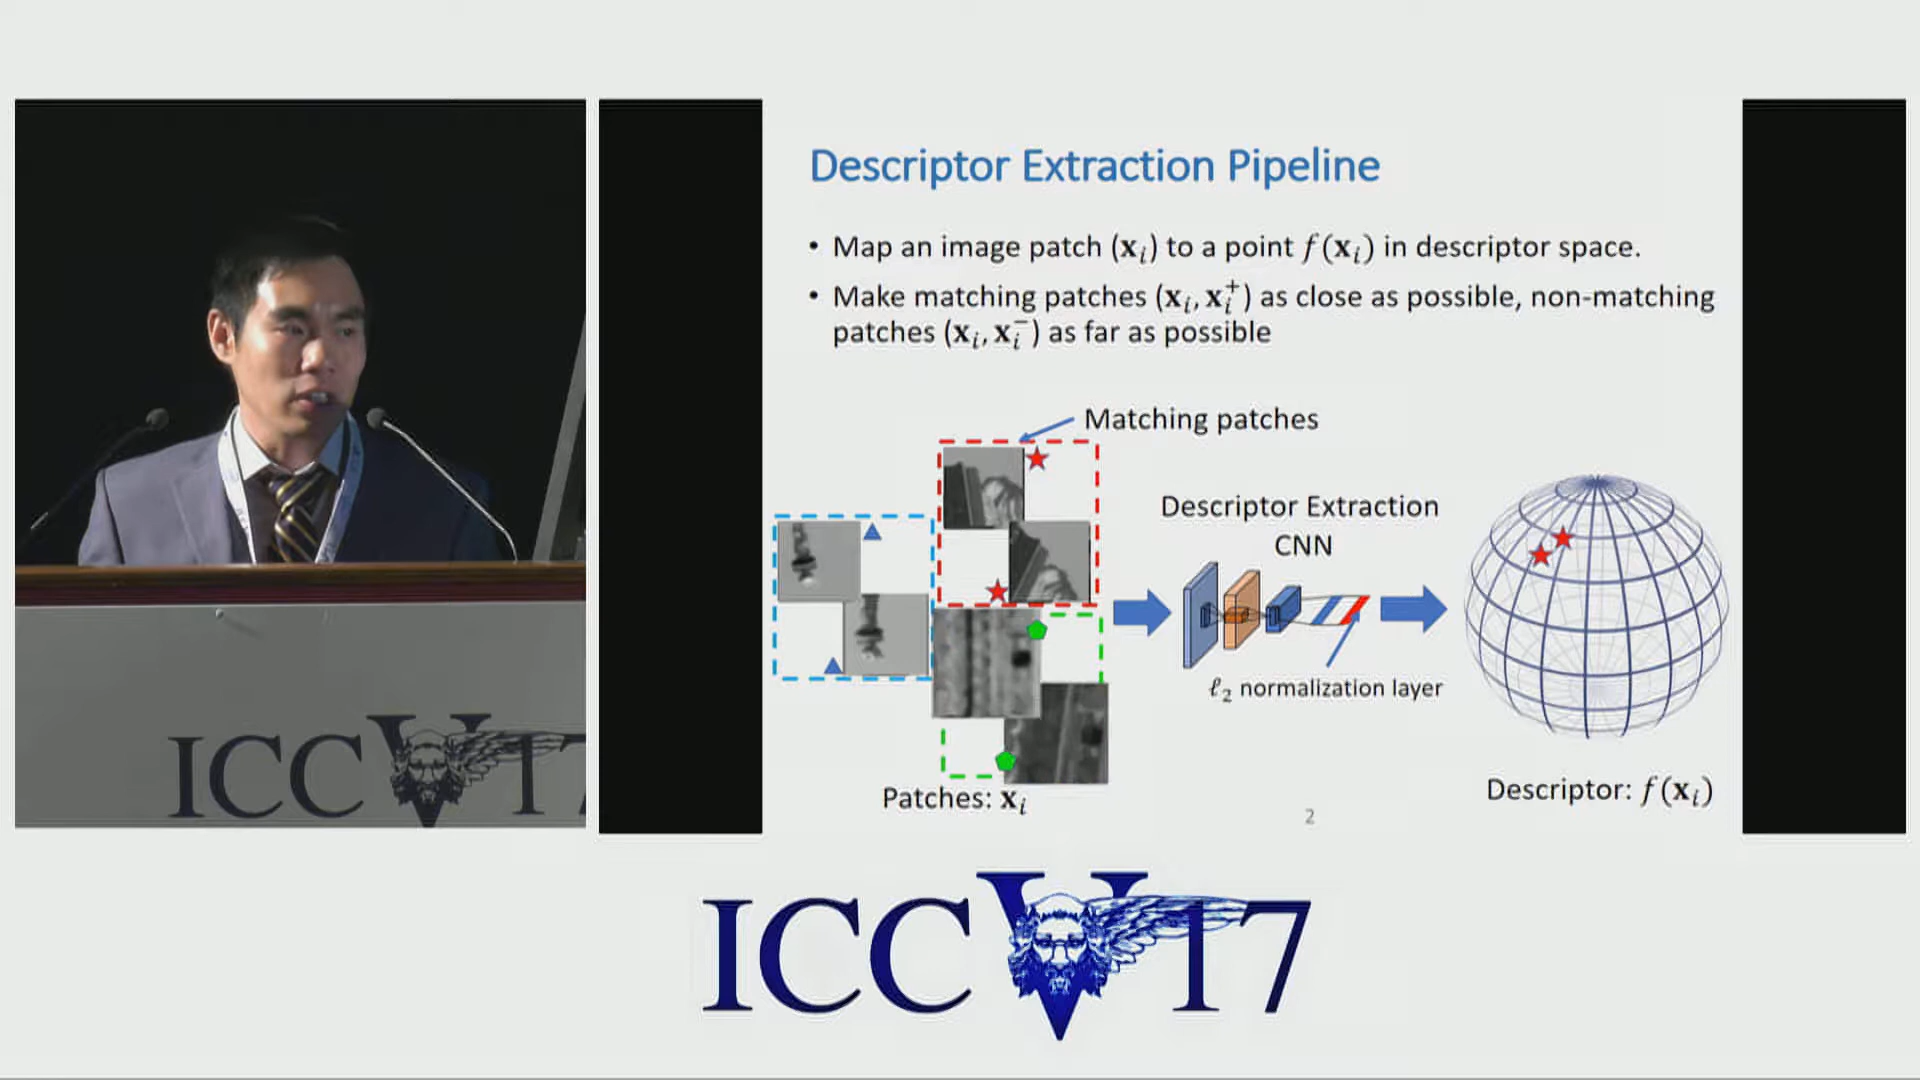 Descriptor Extraction Pipeline
• Map an image patch (𝐱ᵢ) to a point f(𝐱ᵢ) in descriptor space.
• Make matching patches (𝐱ᵢ, 𝐱ᵢ⁺) as close as possible, non-matching
patches (𝐱ᵢ, 𝐱ᵢ⁻) as far as possible
Matching patches
Descriptor Extraction
CNN
ℓ₂ normalization layer
Patches: 𝐱ᵢ
Descriptor: f(𝐱ᵢ)
2
ICCV17
ICCV17